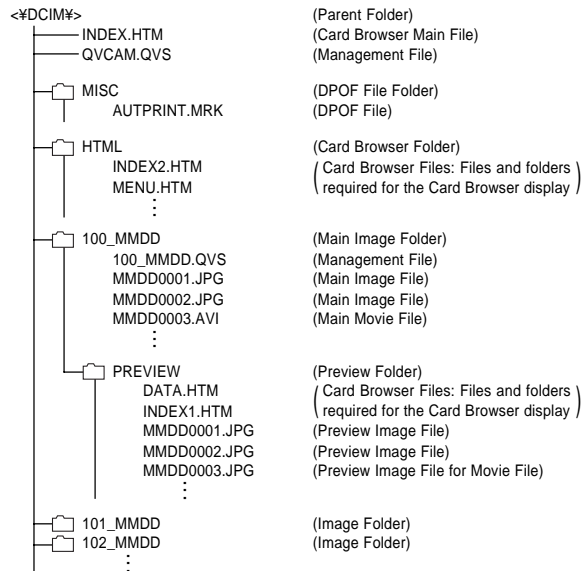 <¥DCIM¥> (Parent Folder)
INDEX.HTM (Card Browser Main File)
QVCAM.QVS (Management File)
MISC (DPOF File Folder)
AUTPRINT.MRK (DPOF File)
HTML (Card Browser Folder)
INDEX2.HTM (Card Browser Files: Files and folders
MENU.HTM required for the Card Browser display)
100_MMDD (Main Image Folder)
100_MMDD.QVS (Management File)
MMDD0001.JPG (Main Image File)
MMDD0002.JPG (Main Image File)
MMDD0003.AVI (Main Movie File)
PREVIEW (Preview Folder)
DATA.HTM (Card Browser Files: Files and folders
INDEX1.HTM required for the Card Browser display)
MMDD0001.JPG (Preview Image File)
MMDD0002.JPG (Preview Image File)
MMDD0003.JPG (Preview Image File for Movie File)
101_MMDD (Image Folder)
102_MMDD (Image Folder)